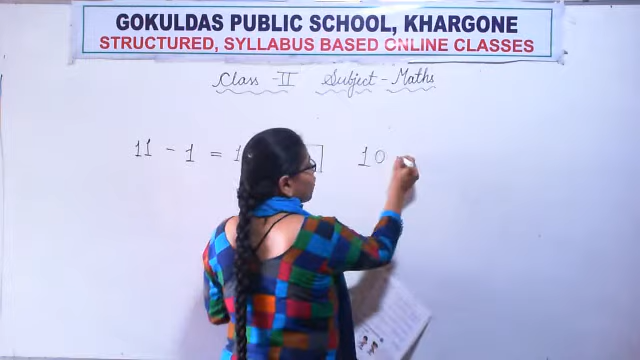 GOKULDAS PUBLIC SCHOOL, KHARGONE
STRUCTURED, SYLLABUS BASED ONLINE CLASSES
Class - II Subject - Maths
11 - 1 = 1 10